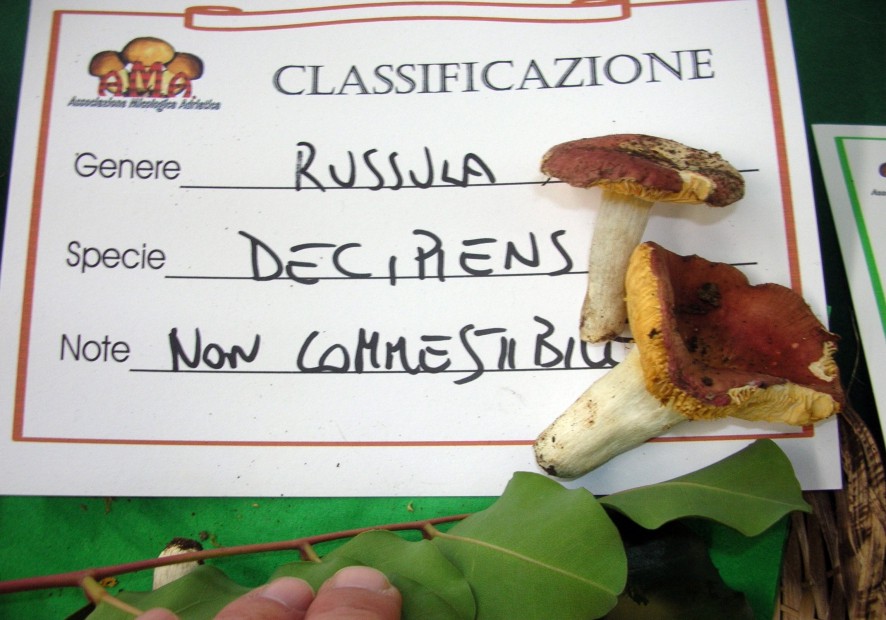 AMA
Associazione Micologica Adriatica
CLASSIFICAZIONE
Genere RUSSULA
Specie DECIPIENS
Note NON COMMESTIBILE